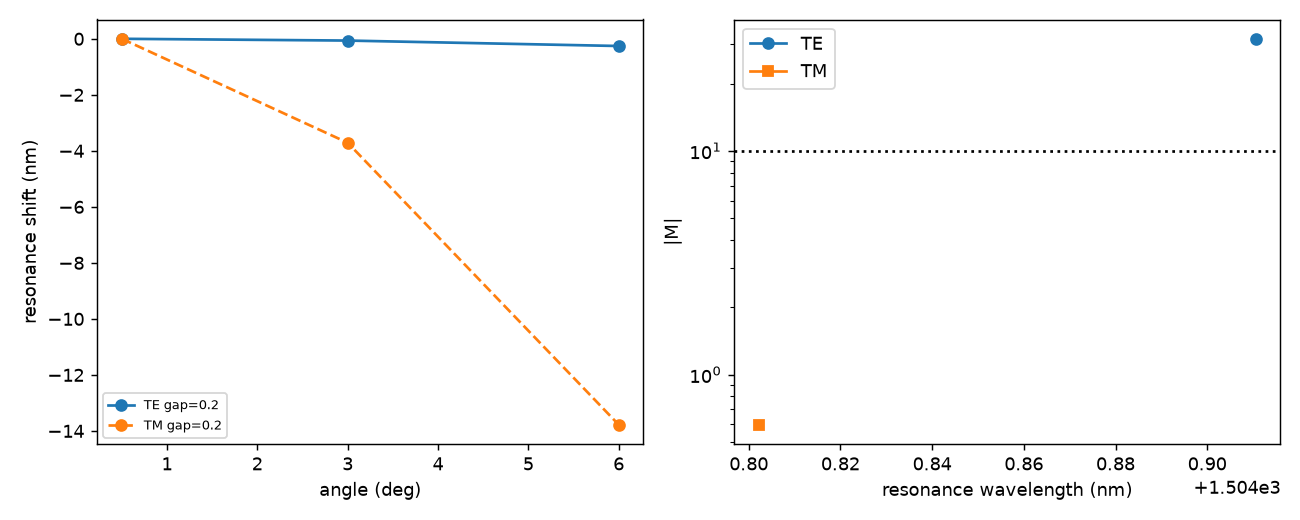 0
−2
−4
−6
−8
−10
−12
−14
resonance shift (nm)
TE gap=0.2
TM gap=0.2
1
2
3
4
5
6
angle (deg)
TE
TM
10¹
10⁰
|M|
0.80
0.82
0.84
0.86
0.88
0.90
resonance wavelength (nm)
+1.504e3